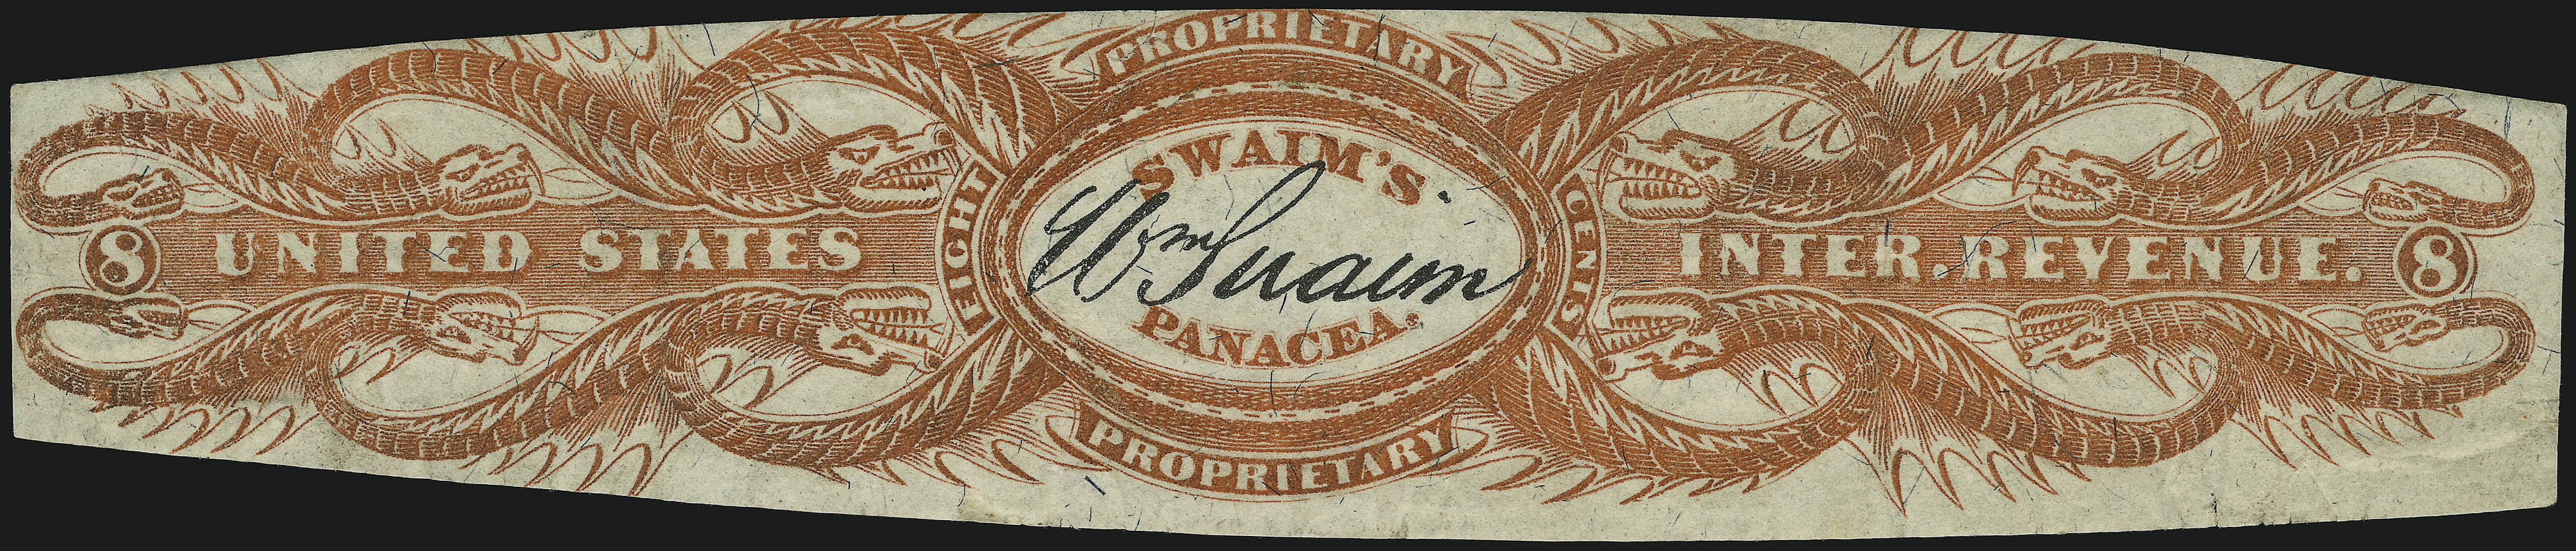 PROPRIETARY
SWAIM'S
8 UNITED STATES EIGHT Wm Swaim CENTS INTER. REVENUE. 8
PANACEA.
PROPRIETARY